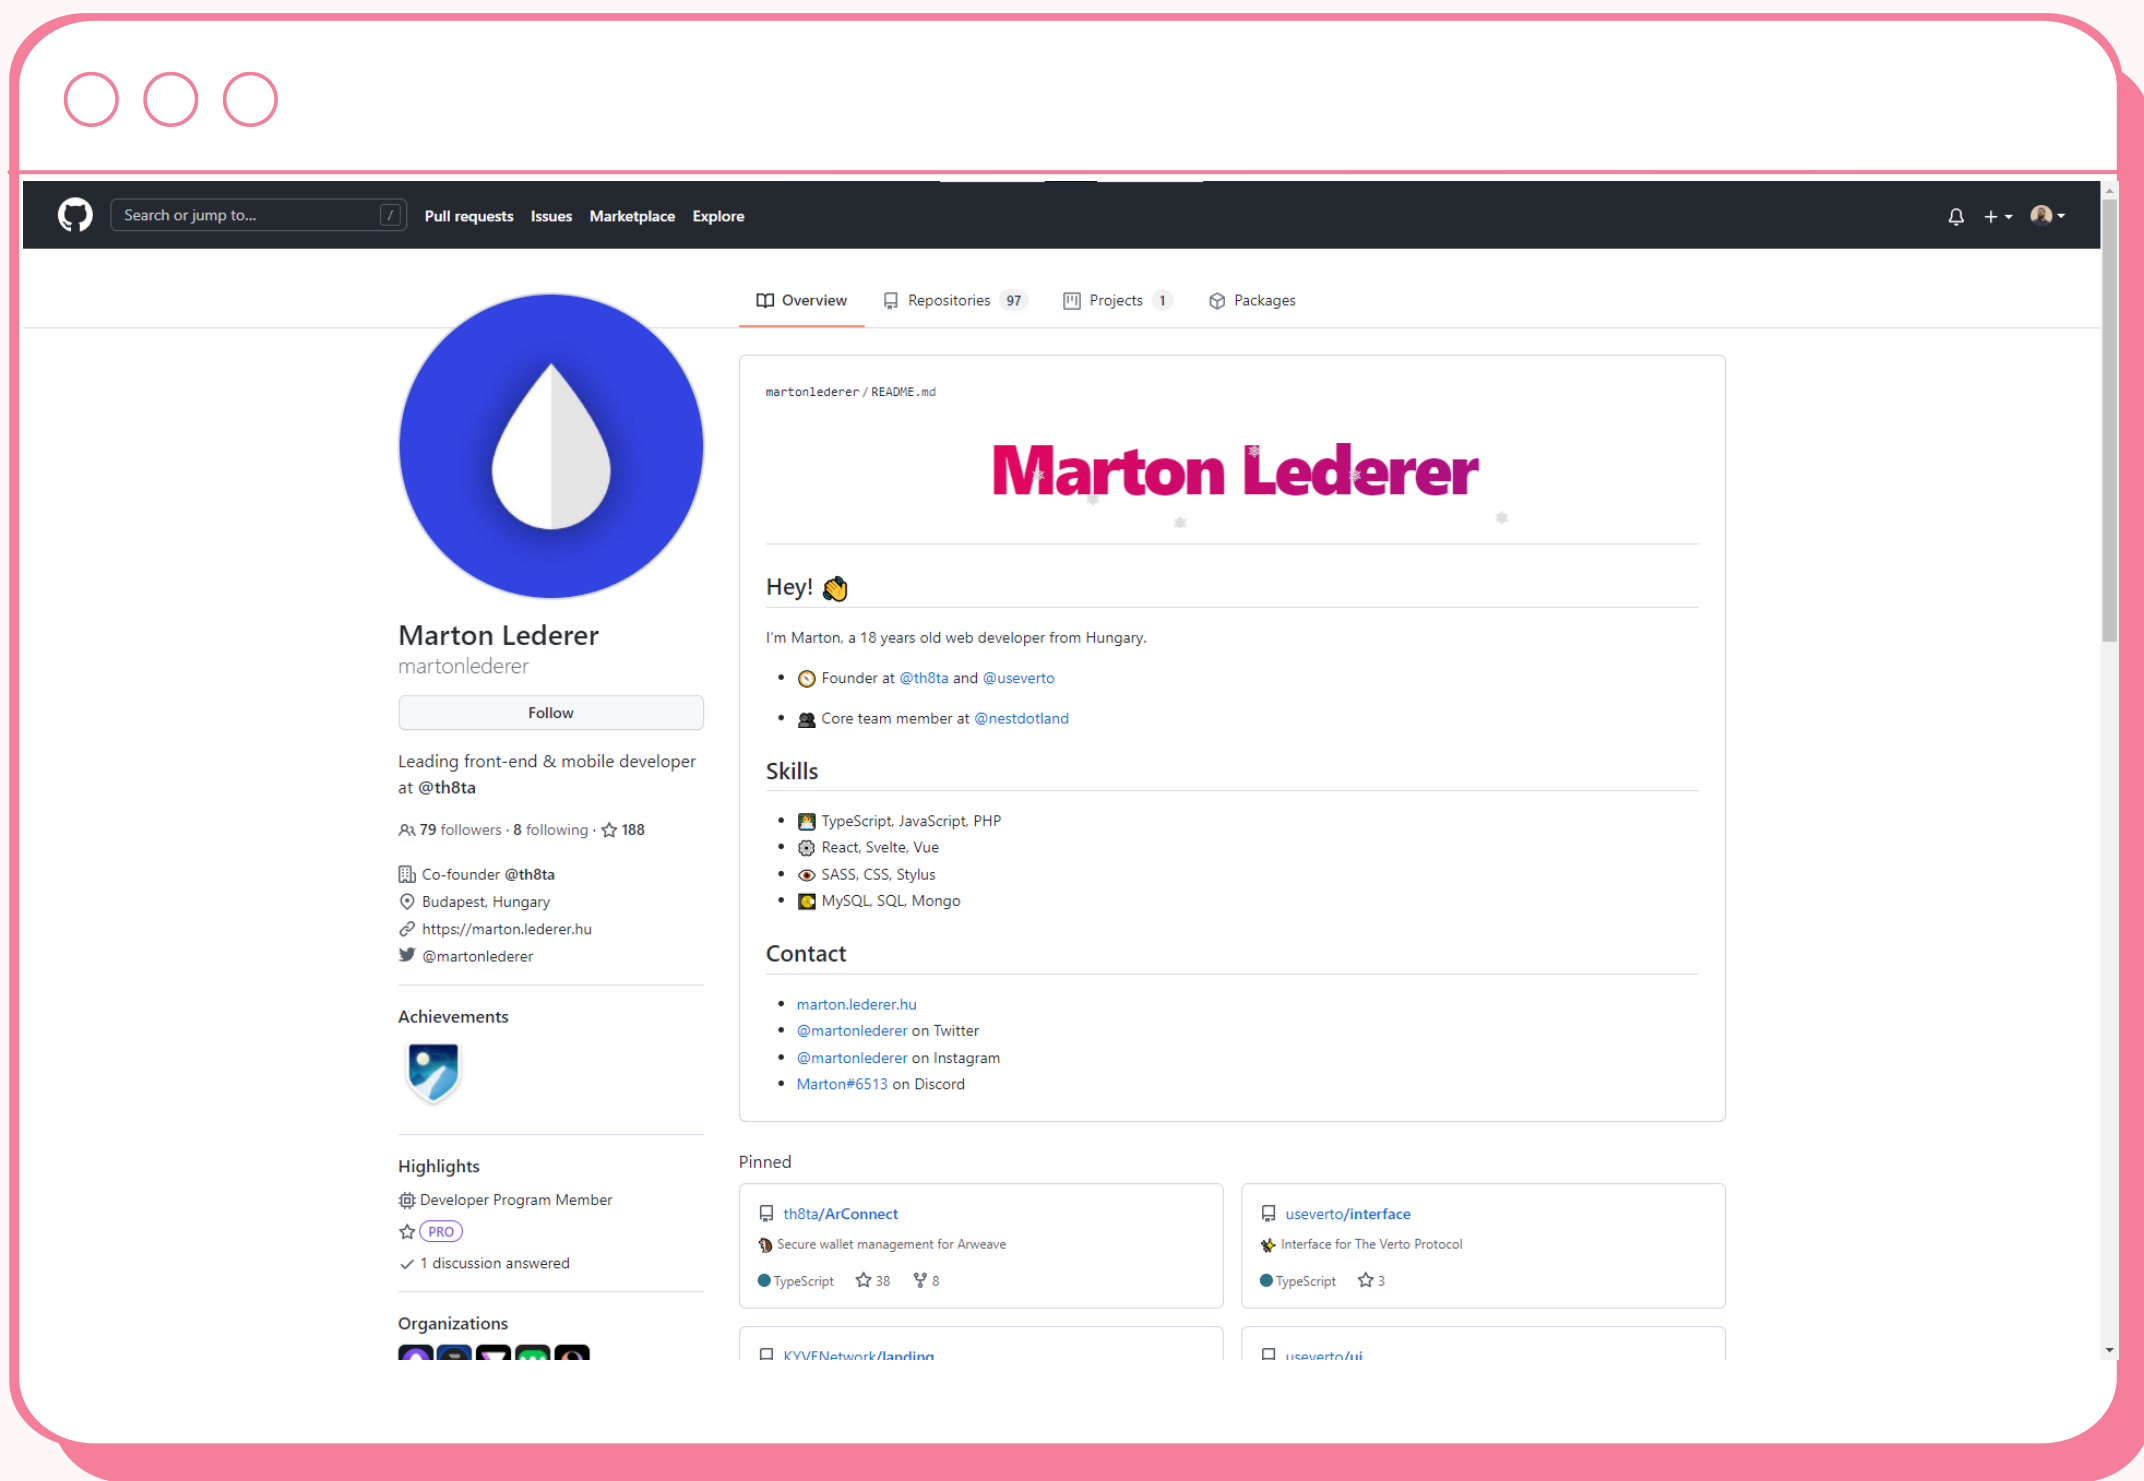 Search or jump to... /
Pull requests Issues Marketplace Explore
Overview Repositories 97 Projects 1 Packages
Marton Lederer
martonlederer
Follow
Leading front-end & mobile developer
at @th8ta
79 followers · 8 following · 188
Co-founder @th8ta
Budapest, Hungary
https://marton.lederer.hu
@martonlederer
Achievements
Highlights
Developer Program Member
PRO
1 discussion answered
Organizations
martonlederer / README.md
Marton Lederer
Hey!
I'm Marton, a 18 years old web developer from Hungary.
Founder at @th8ta and @useverto
Core team member at @nestdotland
Skills
TypeScript, JavaScript, PHP
React, Svelte, Vue
SASS, CSS, Stylus
MySQL, SQL, Mongo
Contact
marton.lederer.hu
@martonlederer on Twitter
@martonlederer on Instagram
Marton#6513 on Discord
Pinned
th8ta/ArConnect
Secure wallet management for Arweave
TypeScript 38 8
useverto/interface
Interface for The Verto Protocol
TypeScript 3
KYVENetwork/landing
useverto/ui